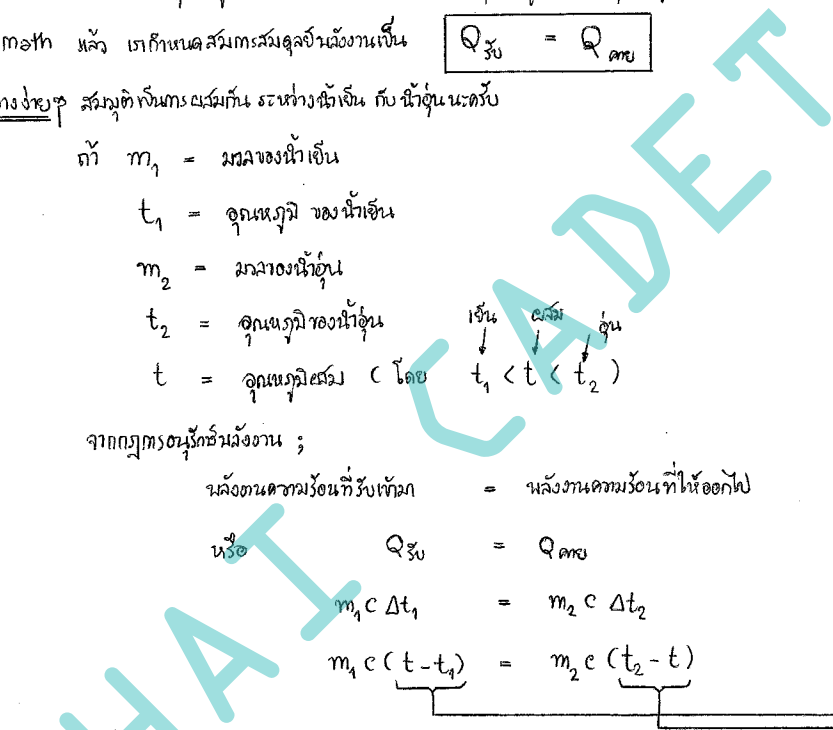 math แล้ว เรากำหนดสมการสมดุลย์พลังงานเป็น Qรับ = Qคาย
างง่ายๆ สมมุติเป็นการผสมกัน ระหว่างน้ำเย็น กับ น้ำอุ่นนะครับ
ถ้า m₁ = มวลของน้ำเย็น
t₁ = อุณหภูมิ ของน้ำเย็น
m₂ = มวลของน้ำอุ่น
t₂ = อุณหภูมิของน้ำอุ่น
เย็น ผสม อุ่น
t = อุณหภูมิผสม ( โดย t₁ < t < t₂ )
จากกฎการอนุรักษ์พลังงาน ;
พลังงานความร้อนที่รับเข้ามา = พลังงานความร้อนที่ให้ออกไป
หรือ Qรับ = Qคาย
m₁ c Δt₁ = m₂ c Δt₂
m₁ c (t - t₁) = m₂ c (t₂ - t)
HAI CADET